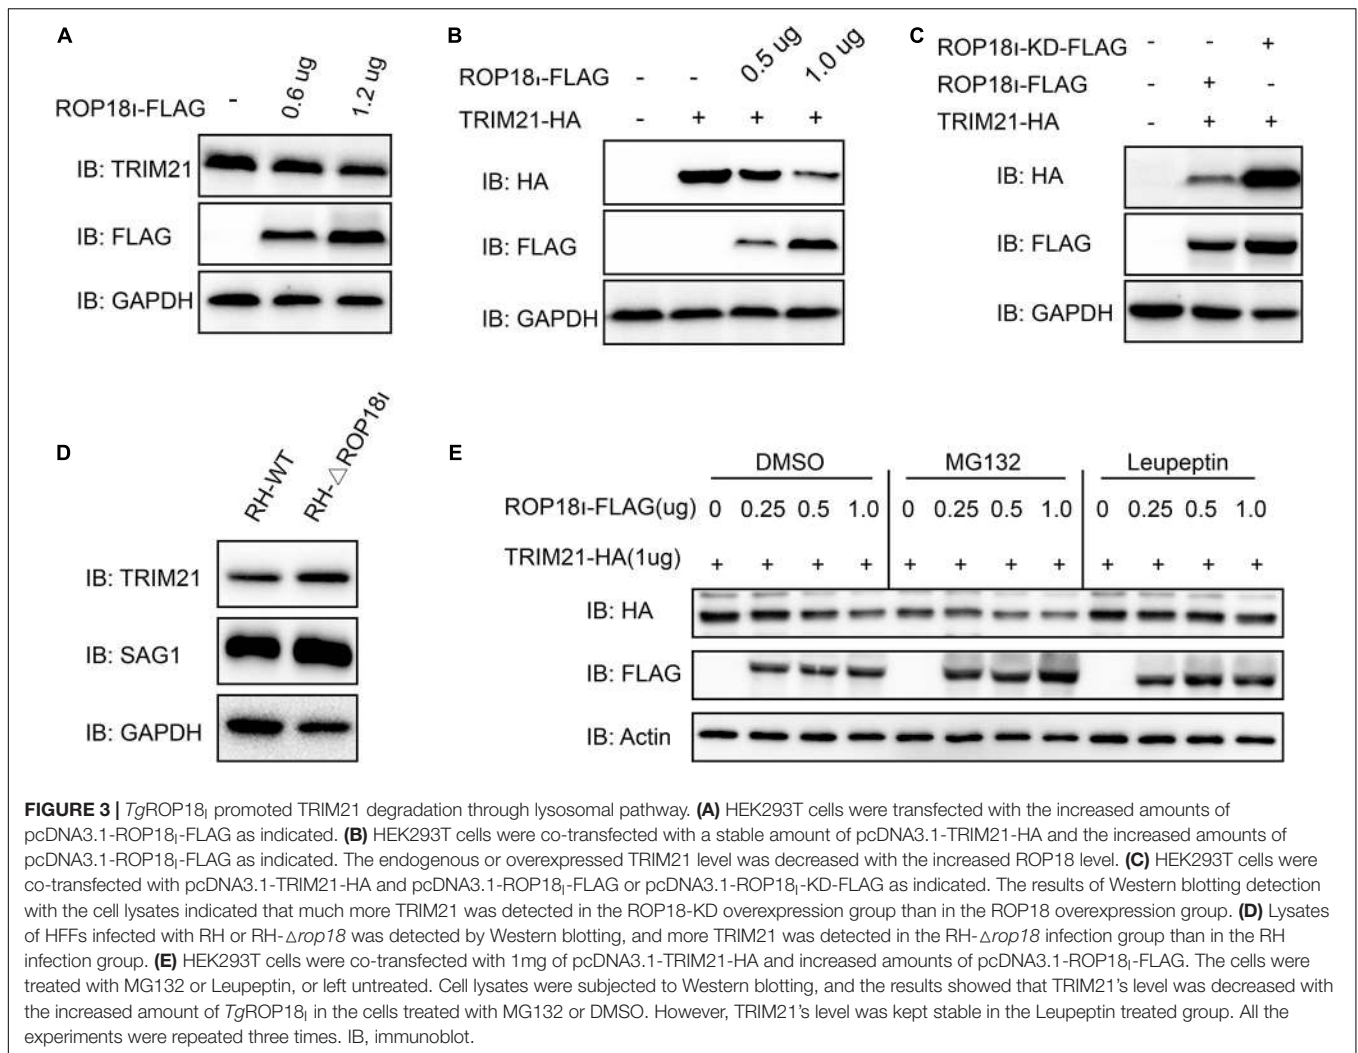 A
ROP18ı-FLAG - 0.6 ug 1.2 ug
IB: TRIM21
IB: FLAG
IB: GAPDH
B
ROP18ı-FLAG - - 0.5 ug 1.0 ug
TRIM21-HA - + + +
IB: HA
IB: FLAG
IB: GAPDH
C
ROP18ı-KD-FLAG - - +
ROP18ı-FLAG - + -
TRIM21-HA - + +
IB: HA
IB: FLAG
IB: GAPDH
D
RH-WT RH-△ROP18ı
IB: TRIM21
IB: SAG1
IB: GAPDH
E
DMSO MG132 Leupeptin
ROP18ı-FLAG(ug) 0 0.25 0.5 1.0 0 0.25 0.5 1.0 0 0.25 0.5 1.0
TRIM21-HA(1ug) + + + + + + + + + + + +
IB: HA
IB: FLAG
IB: Actin
FIGURE 3 | TgROP18I promoted TRIM21 degradation through lysosomal pathway. (A) HEK293T cells were transfected with the increased amounts of
pcDNA3.1-ROP18I-FLAG as indicated. (B) HEK293T cells were co-transfected with a stable amount of pcDNA3.1-TRIM21-HA and the increased amounts of
pcDNA3.1-ROP18I-FLAG as indicated. The endogenous or overexpressed TRIM21 level was decreased with the increased ROP18 level. (C) HEK293T cells were
co-transfected with pcDNA3.1-TRIM21-HA and pcDNA3.1-ROP18I-FLAG or pcDNA3.1-ROP18I-KD-FLAG as indicated. The results of Western blotting detection
with the cell lysates indicated that much more TRIM21 was detected in the ROP18-KD overexpression group than in the ROP18 overexpression group. (D) Lysates
of HFFs infected with RH or RH-△rop18 was detected by Western blotting, and more TRIM21 was detected in the RH-△rop18 infection group than in the RH
infection group. (E) HEK293T cells were co-transfected with 1mg of pcDNA3.1-TRIM21-HA and increased amounts of pcDNA3.1-ROP18I-FLAG. The cells were
treated with MG132 or Leupeptin, or left untreated. Cell lysates were subjected to Western blotting, and the results showed that TRIM21's level was decreased with
the increased amount of TgROP18I in the cells treated with MG132 or DMSO. However, TRIM21's level was kept stable in the Leupeptin treated group. All the
experiments were repeated three times. IB, immunoblot.